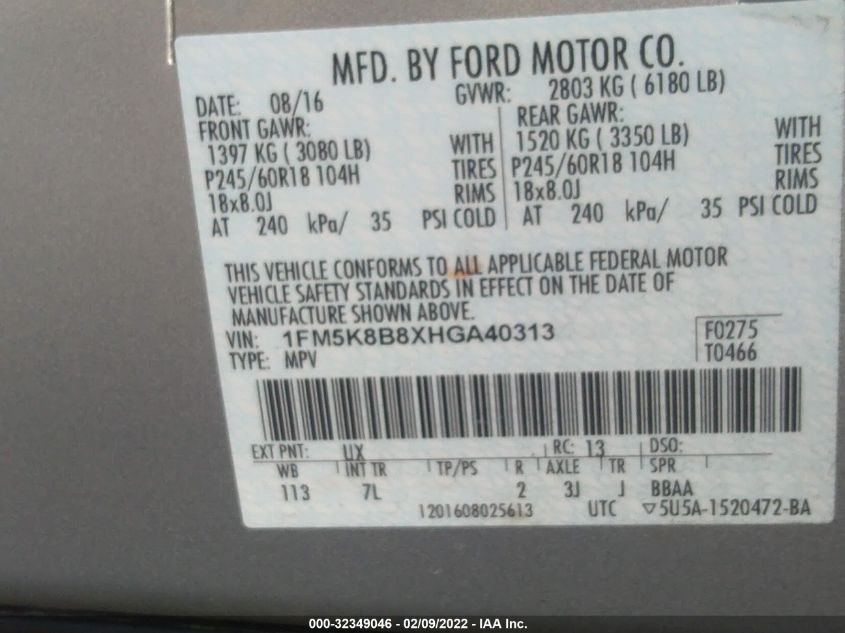 MFD. BY FORD MOTOR CO.
DATE: 08/16 GVWR: 2803 KG ( 6180 LB)
FRONT GAWR: REAR GAWR:
1397 KG ( 3080 LB) WITH 1520 KG ( 3350 LB) WITH
P245/60R18 104H TIRES P245/60R18 104H TIRES
18x8.0J RIMS 18x8.0J RIMS
AT 240 kPa/ 35 PSI COLD AT 240 kPa/ 35 PSI COLD
THIS VEHICLE CONFORMS TO ALL APPLICABLE FEDERAL MOTOR
VEHICLE SAFETY STANDARDS IN EFFECT ON THE DATE OF
MANUFACTURE SHOWN ABOVE.
VIN: 1FM5K8B8XHGA40313 F0275
TYPE: MPV T0466
EXT PNT: UX RC: 13 DSO:
WB INT TR TP/PS R AXLE TR SPR
113 7L 2 3J J BBAA
1201608025613 UTC ▽5U5A-1520472-BA
000-32349046 - 02/09/2022 - IAA Inc.